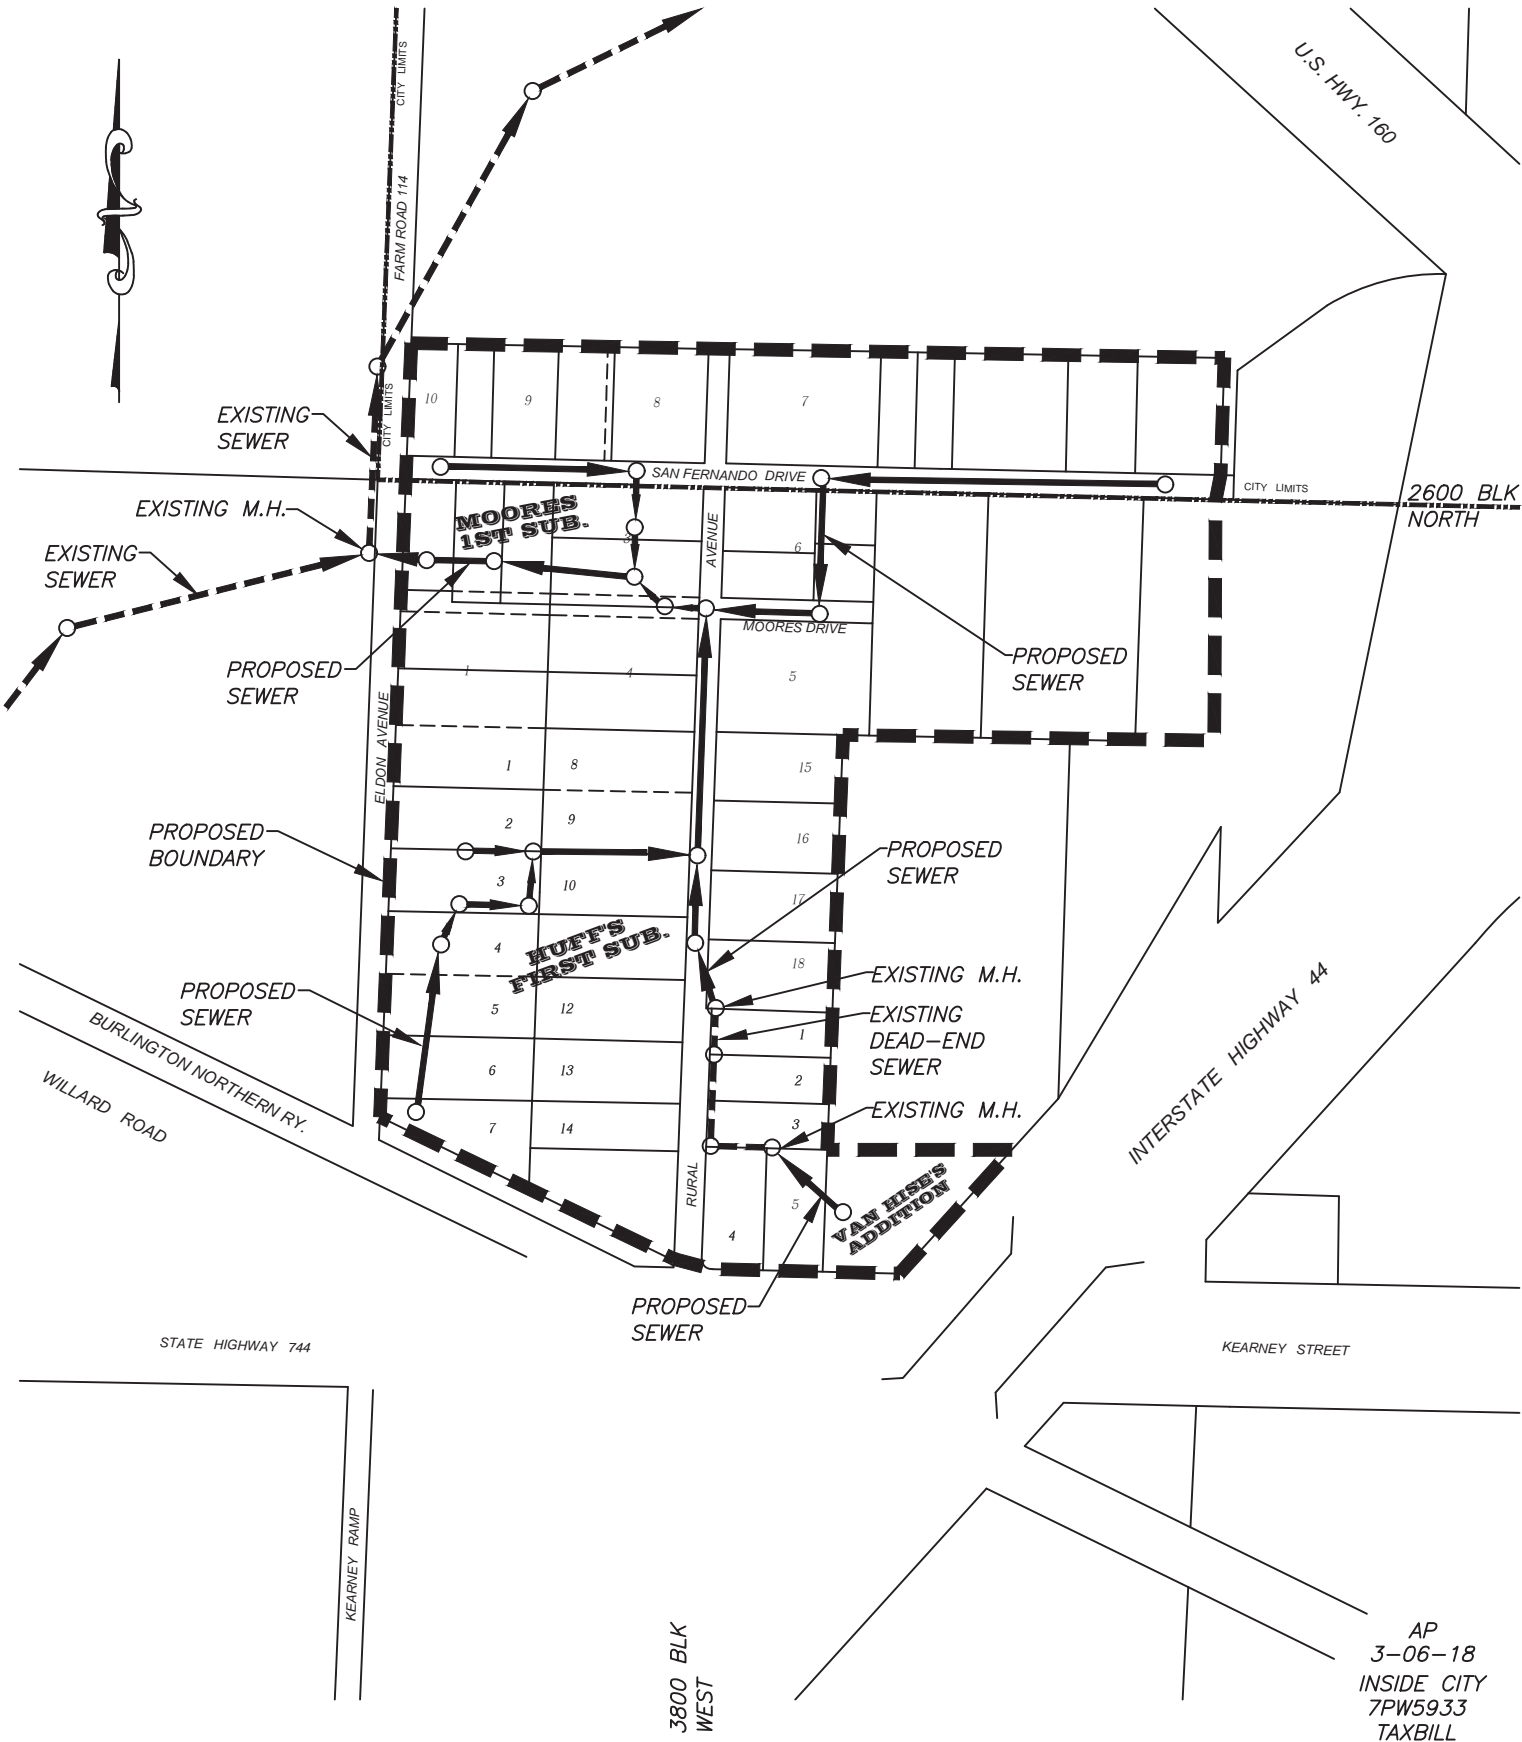 CITY LIMITS
U.S. HWY. 160
FARM ROAD 114
CITY LIMITS
10
9
8
7
EXISTING
SEWER
SAN FERNANDO DRIVE
CITY LIMITS
2600 BLK
NORTH
EXISTING M.H.
MOORES
1ST SUB.
3
AVENUE
6
EXISTING
SEWER
MOORES DRIVE
PROPOSED
SEWER
PROPOSED
SEWER
1
4
5
ELDON AVENUE
1
8
15
2
9
16
PROPOSED
BOUNDARY
PROPOSED
SEWER
3
10
17
HUFF'S
FIRST SUB.
4
18
EXISTING M.H.
PROPOSED
SEWER
5
12
1
EXISTING
DEAD-END
SEWER
INTERSTATE HIGHWAY 44
BURLINGTON NORTHERN RY.
WILLARD ROAD
6
13
2
EXISTING M.H.
7
14
3
RURAL
5
4
VAN HISE'S
ADDITION
PROPOSED
SEWER
STATE HIGHWAY 744
KEARNEY STREET
KEARNEY RAMP
3800 BLK
WEST
AP
3-06-18
INSIDE CITY
7PW5933
TAXBILL